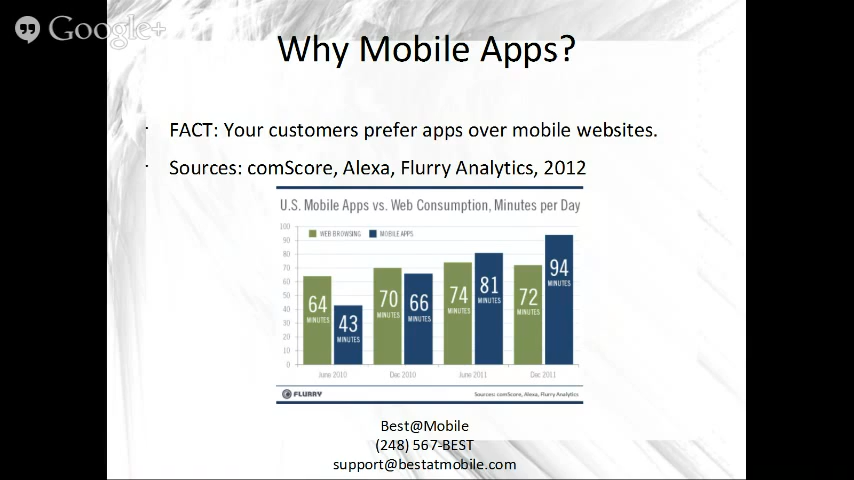 Google+
Why Mobile Apps?
· FACT: Your customers prefer apps over mobile websites.
· Sources: comScore, Alexa, Flurry Analytics, 2012
U.S. Mobile Apps vs. Web Consumption, Minutes per Day
WEB BROWSING MOBILE APPS
100
90
80
70
60
50
40
30
20
10
0
64 MINUTES
43 MINUTES
70 MINUTES
66 MINUTES
74 MINUTES
81 MINUTES
72 MINUTES
94 MINUTES
June 2010 Dec 2010 June 2011 Dec 2011
FLURRY Sources: comScore, Alexa, Flurry Analytics
Best@Mobile
(248) 567-BEST
support@bestatmobile.com